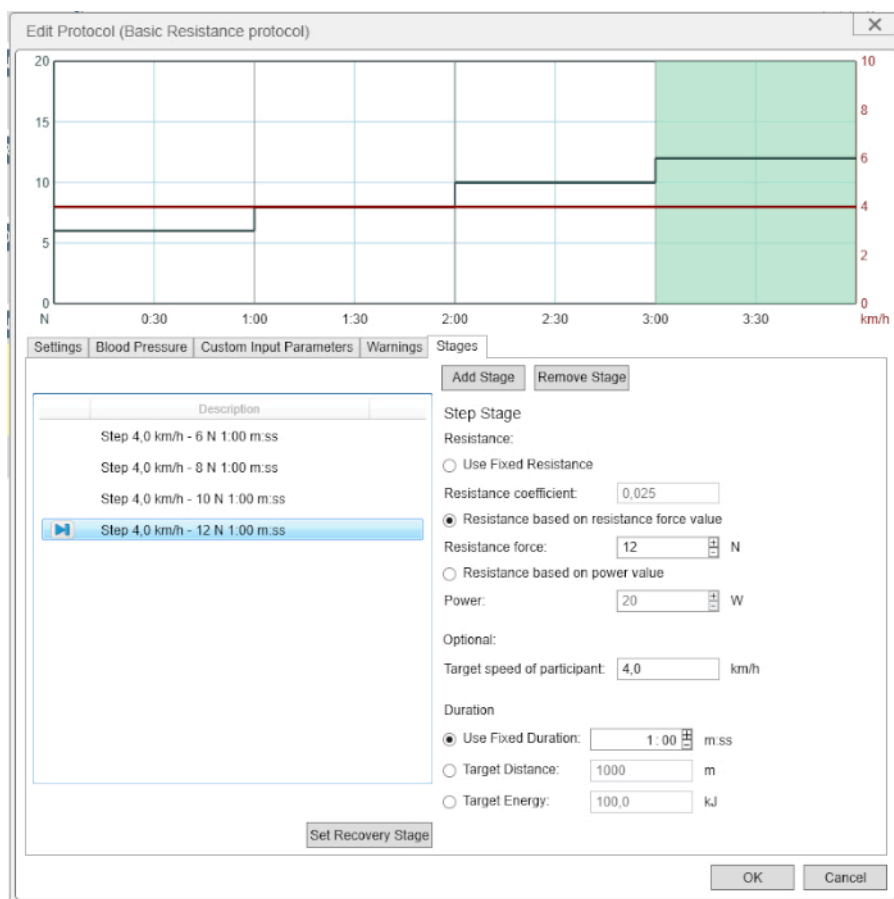 Edit Protocol (Basic Resistance protocol)
20 10
15 8
10 6
5 4
2
0 0
N 0:30 1:00 1:30 2:00 2:30 3:00 3:30 km/h
Settings Blood Pressure Custom Input Parameters Warnings Stages
Add Stage Remove Stage
Description
Step 4,0 km/h - 6 N 1:00 m:ss
Step 4,0 km/h - 8 N 1:00 m:ss
Step 4,0 km/h - 10 N 1:00 m:ss
Step 4,0 km/h - 12 N 1:00 m:ss
Set Recovery Stage
Step Stage
Resistance:
Use Fixed Resistance
Resistance coefficient: 0,025
Resistance based on resistance force value
Resistance force: 12 N
Resistance based on power value
Power: 20 W
Optional:
Target speed of participant: 4,0 km/h
Duration
Use Fixed Duration: 1:00 m:ss
Target Distance: 1000 m
Target Energy: 100,0 kJ
OK Cancel